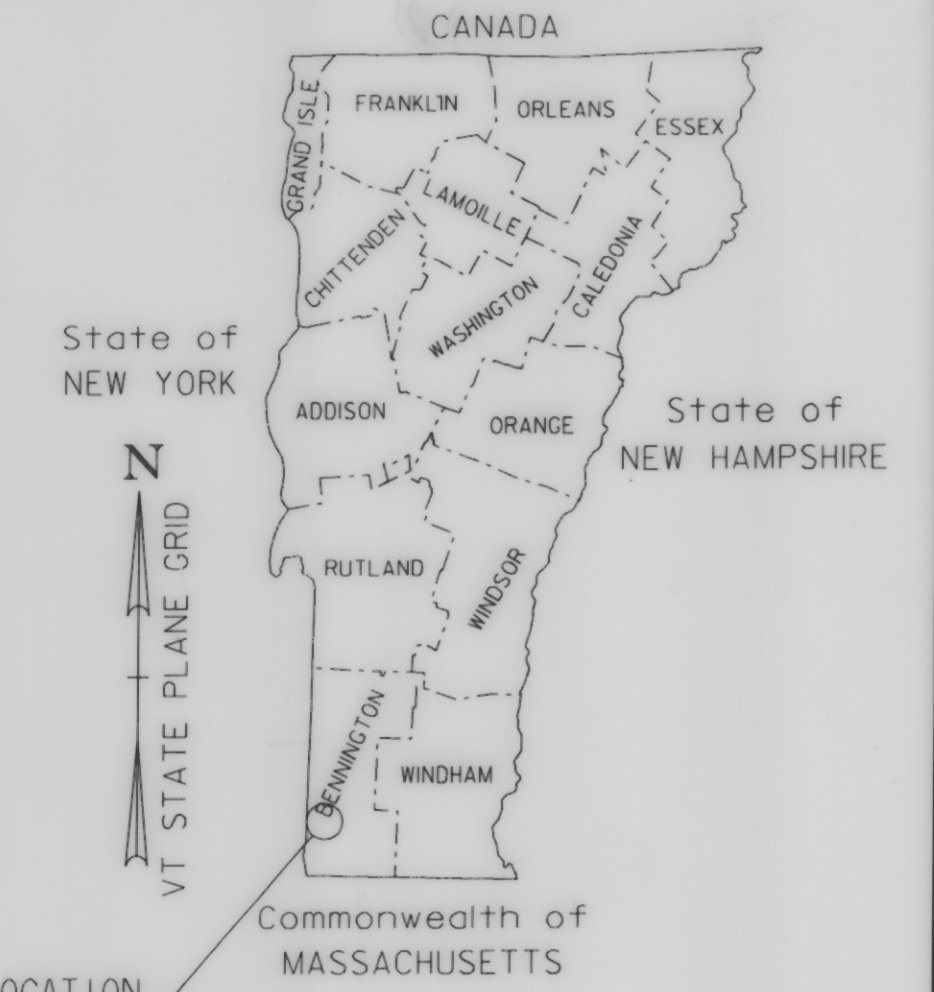 CANADA
FRANKLIN
ORLEANS
ESSEX
GRAND ISLE
LAMOILLE
CHITTENDEN
CALEDONIA
WASHINGTON
State of
NEW YORK
ADDISON
ORANGE
State of
NEW HAMPSHIRE
N
VT STATE PLANE GRID
RUTLAND
WINDSOR
BENNINGTON
WINDHAM
Commonwealth of
MASSACHUSETTS
OCATION